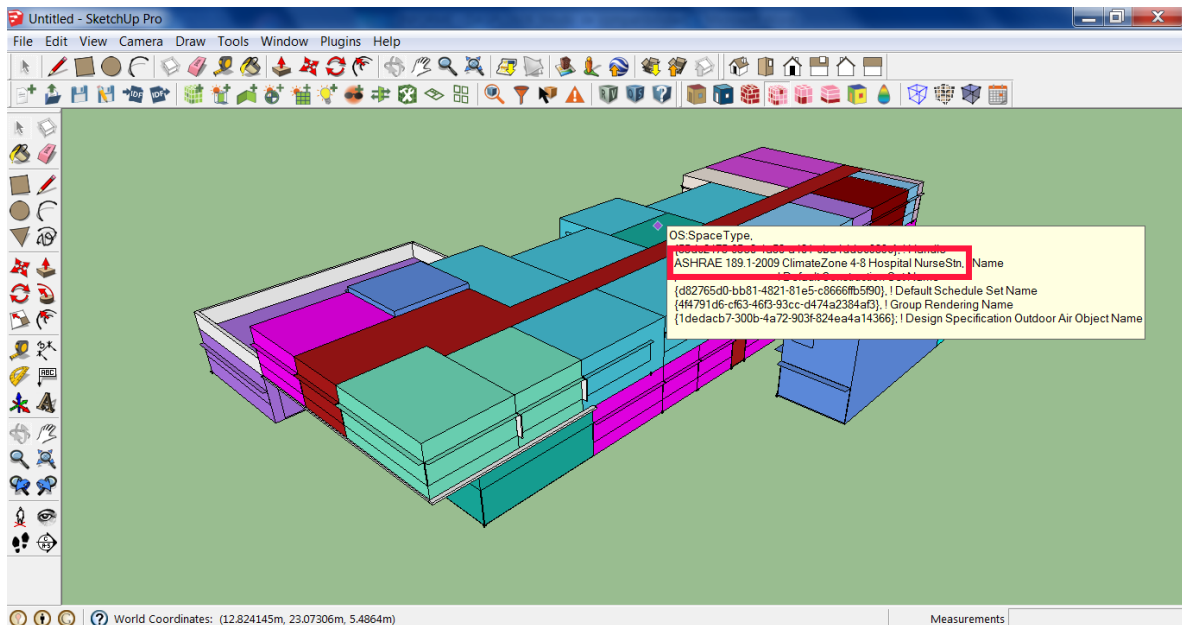 Untitled - SketchUp Pro
File Edit View Camera Draw Tools Window Plugins Help
OS:SpaceType,
ASHRAE 189.1-2009 ClimateZone 4-8 Hospital NurseStn, Name
{d82765d0-bb81-4821-81e5-c8666ffb5f90}, ! Default Schedule Set Name
{4f4791d6-cf63-46f3-93cc-d474a2384af3}, ! Group Rendering Name
{1dedacb7-300b-4a72-903f-824ea4a14366}; ! Design Specification Outdoor Air Object Name
ABC
World Coordinates: (12.824145m, 23.07306m, 5.4864m)
Measurements